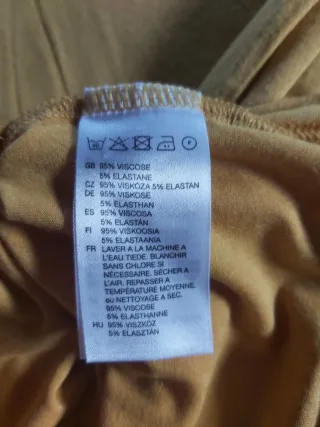 GB 95% VISCOSE
5% ELASTANE
CZ 95% VISKÓZA 5% ELASTAN
DE 95% VISKOSE
5% ELASTHAN
ES 95% VISCOSA
5% ELASTÁN
FI 95% VISKOOSIA
5% ELASTAANIA
FR LAVER A LA MACHINE A
L'EAU TIEDE. BLANCHIR
SANS CHLORE SI
NÉCESSAIRE. SÉCHER A
L'AIR. REPASSER A
TEMPÉRATURE MOYENNE.
ou NETTOYAGE A SEC.
95% VISCOSE
5% ELASTHANNE
HU 95% VISZKÓZ
5% ELASZTÁN